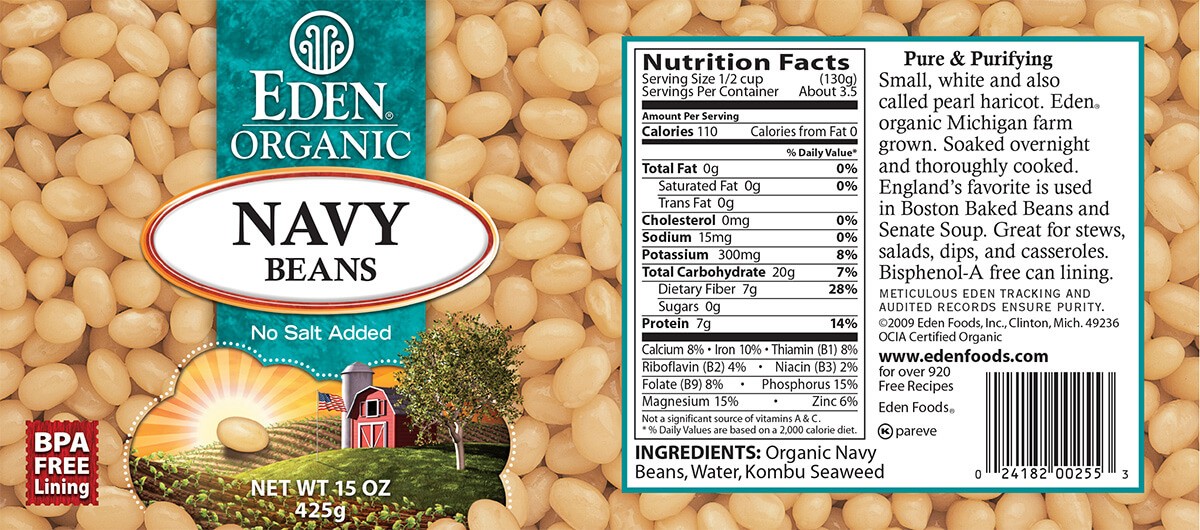 EDEN®
ORGANIC
NAVY
BEANS
No Salt Added
BPA
FREE
Lining
NET WT 15 OZ
425g
Nutrition Facts
Serving Size 1/2 cup (130g)
Servings Per Container About 3.5
Amount Per Serving
Calories 110 Calories from Fat 0
% Daily Value*
Total Fat 0g 0%
Saturated Fat 0g 0%
Trans Fat 0g
Cholesterol 0mg 0%
Sodium 15mg 0%
Potassium 300mg 8%
Total Carbohydrate 20g 7%
Dietary Fiber 7g 28%
Sugars 0g
Protein 7g 14%
Calcium 8% • Iron 10% • Thiamin (B1) 8%
Riboflavin (B2) 4% • Niacin (B3) 2%
Folate (B9) 8% • Phosphorus 15%
Magnesium 15% • Zinc 6%
Not a significant source of vitamins A & C.
* % Daily Values are based on a 2,000 calorie diet.
INGREDIENTS: Organic Navy
Beans, Water, Kombu Seaweed
Pure & Purifying
Small, white and also
called pearl haricot. Eden®
organic Michigan farm
grown. Soaked overnight
and thoroughly cooked.
England's favorite is used
in Boston Baked Beans and
Senate Soup. Great for stews,
salads, dips, and casseroles.
Bisphenol-A free can lining.
METICULOUS EDEN TRACKING AND
AUDITED RECORDS ENSURE PURITY.
©2009 Eden Foods, Inc., Clinton, Mich. 49236
OCIA Certified Organic
www.edenfoods.com
for over 920
Free Recipes
Eden Foods®
K pareve
0 24182 00255 3